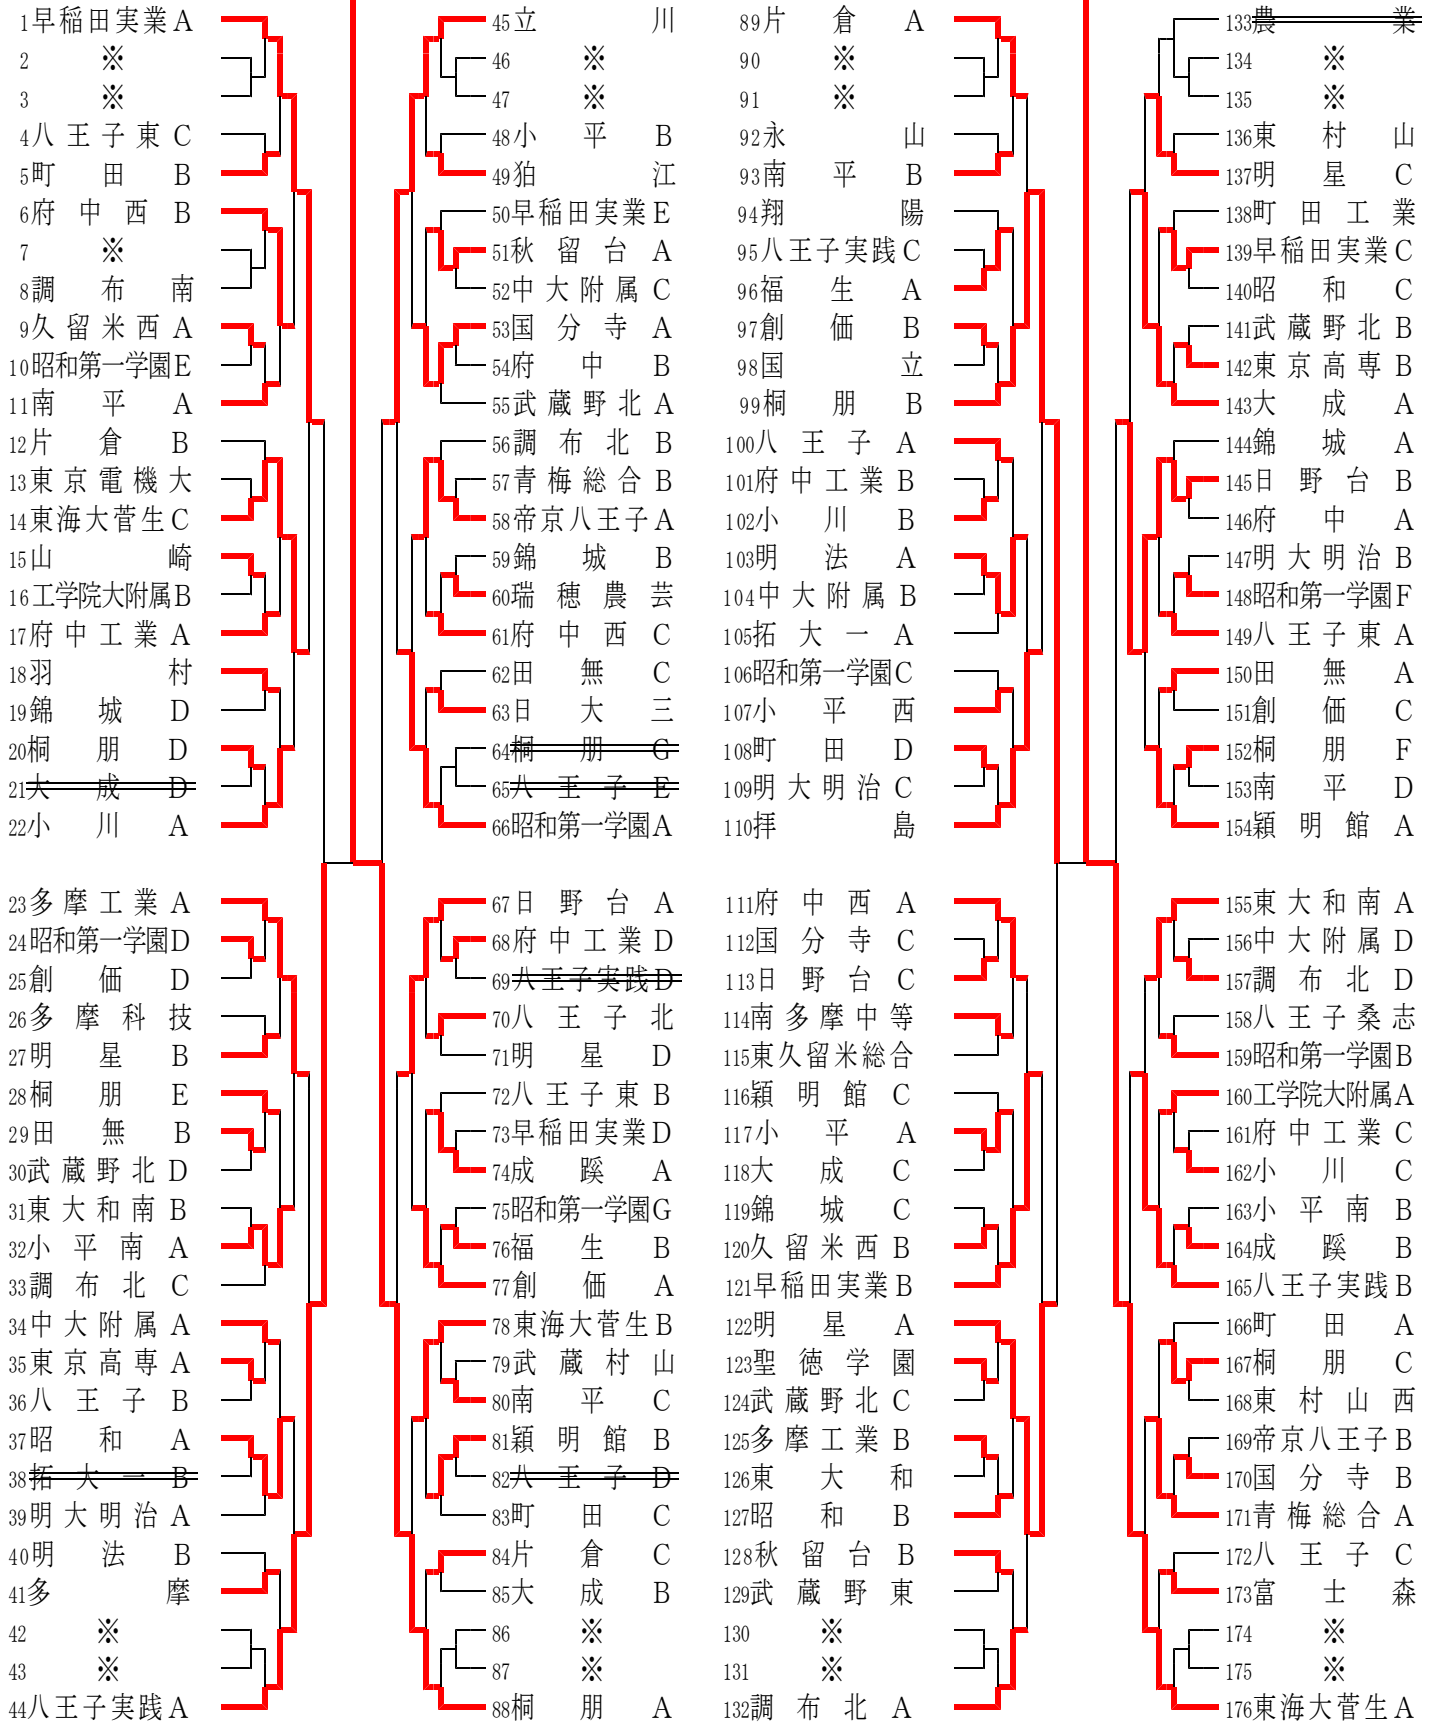 1早稲田実業A
2 ※
3 ※
4八王子東C
5町田B
6府中西B
7 ※
8調布南
9久留米西A
10昭和第一学園E
11南平A
12片倉B
13東京電機大
14東海大菅生C
15山崎
16工学院大附属B
17府中工業A
18羽村
19錦城D
20桐朋D
21大成D
22小川A
23多摩工業A
24昭和第一学園D
25創価D
26多摩科技
27明星B
28桐朋E
29田無B
30武蔵野北D
31東大和南B
32小平南A
33調布北C
34中大附属A
35東京高専A
36八王子B
37昭和A
38拓大一B
39明大明治A
40明法B
41多摩
42 ※
43 ※
44八王子実践A
45立川
46 ※
47 ※
48小平B
49狛江
50早稲田実業E
51秋留台A
52中大附属C
53国分寺A
54府中B
55武蔵野北A
56調布北B
57青梅総合B
58帝京八王子A
59錦城B
60瑞穂農芸
61府中西C
62田無C
63日大三
64桐朋G
65八王子E
66昭和第一学園A
67日野台A
68府中工業D
69八王子実践D
70八王子北
71明星D
72八王子東B
73早稲田実業D
74成蹊A
75昭和第一学園G
76福生B
77創価A
78東海大菅生B
79武蔵村山
80南平C
81穎明館B
82八王子D
83町田C
84片倉C
85大成B
86 ※
87 ※
88桐朋A
89片倉A
90 ※
91 ※
92永山
93南平B
94翔陽
95八王子実践C
96福生A
97創価B
98国立
99桐朋B
100八王子A
101府中工業B
102小川B
103明法A
104中大附属B
105拓大一A
106昭和第一学園C
107小平西
108町田D
109明大明治C
110拝島
111府中西A
112国分寺C
113日野台C
114南多摩中等
115東久留米総合
116穎明館C
117小平A
118大成C
119錦城C
120久留米西B
121早稲田実業B
122明星A
123聖徳学園
124武蔵野北C
125多摩工業B
126東大和
127昭和B
128秋留台B
129武蔵野東
130 ※
131 ※
132調布北A
133農業
134 ※
135 ※
136東村山
137明星C
138町田工業
139早稲田実業C
140昭和C
141武蔵野北B
142東京高専B
143大成A
144錦城A
145日野台B
146府中A
147明大明治B
148昭和第一学園F
149八王子東A
150田無A
151創価C
152桐朋F
153南平D
154穎明館A
155東大和南A
156中大附属D
157調布北D
158八王子桑志
159昭和第一学園B
160工学院大附属A
161府中工業C
162小川C
163小平南B
164成蹊B
165八王子実践B
166町田A
167桐朋C
168東村山西
169帝京八王子B
170国分寺B
171青梅総合A
172八王子C
173富士森
174 ※
175 ※
176東海大菅生A